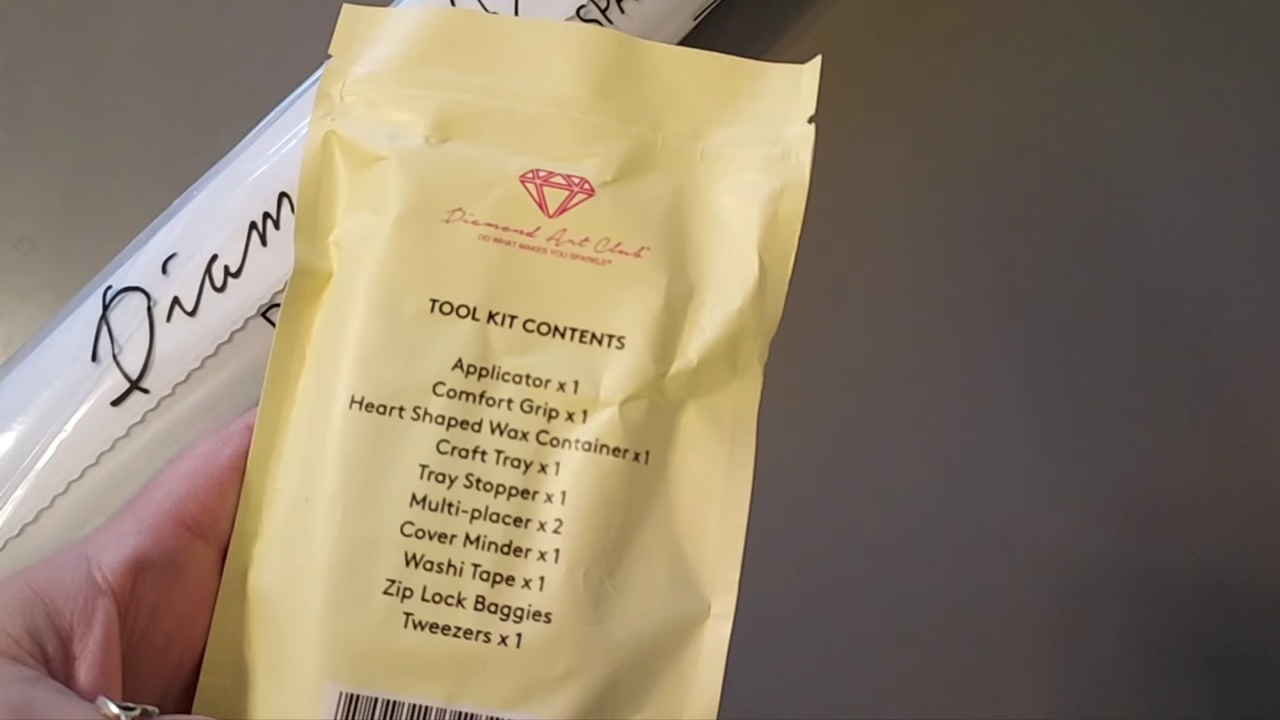 SPA
Diam
Diamond Art Club
DO WHAT MAKES YOU SPARKLE
TOOL KIT CONTENTS
Applicator x 1
Comfort Grip x 1
Heart Shaped Wax Container x 1
Craft Tray x 1
Tray Stopper x 1
Multi-placer x 2
Cover Minder x 1
Washi Tape x 1
Zip Lock Baggies
Tweezers x 1